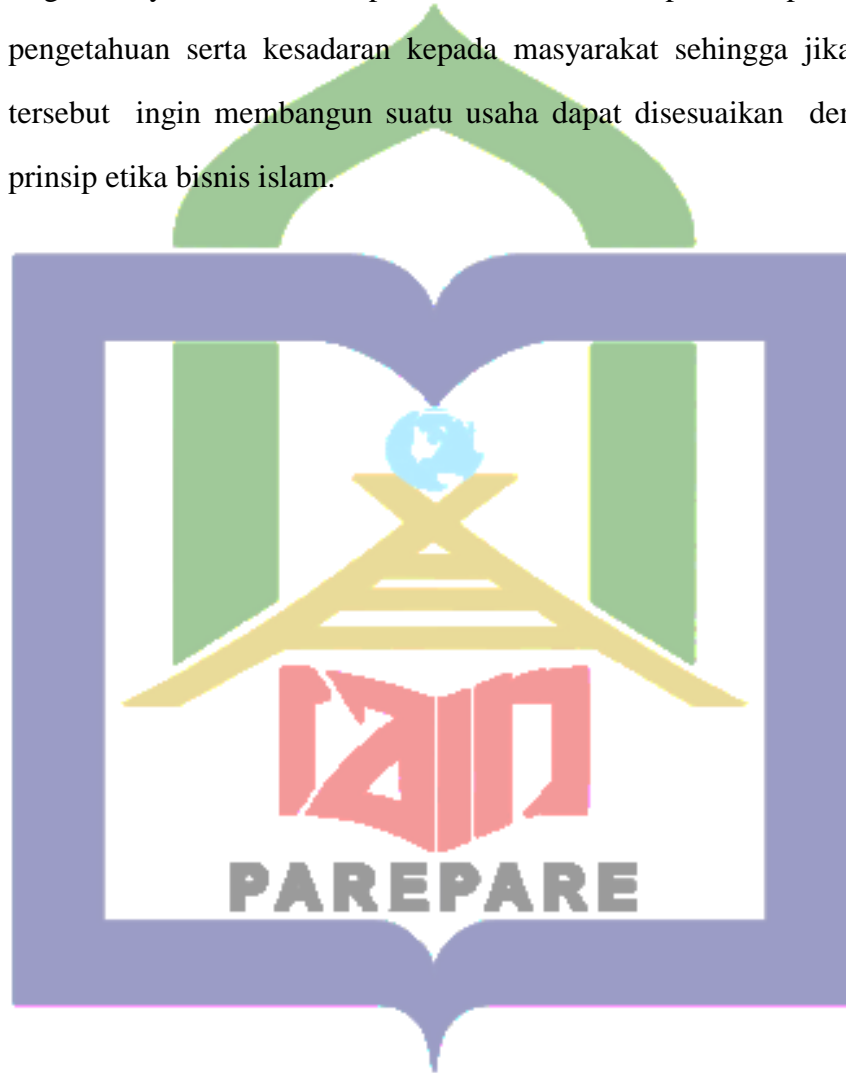 pengetahuan serta kesadaran kepada masyarakat sehingga jika
tersebut ingin membangun suatu usaha dapat disesuaikan
prinsip etika bisnis islam.
iain
PAREPARE